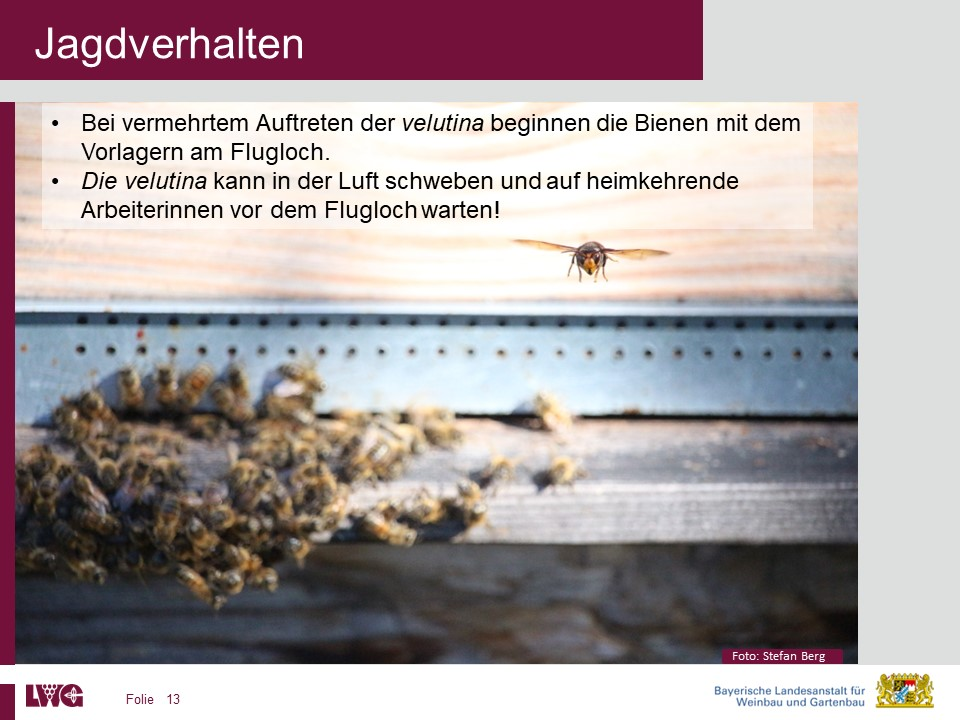 Jagdverhalten
• Bei vermehrtem Auftreten der velutina beginnen die Bienen mit dem
Vorlagern am Flugloch.
• Die velutina kann in der Luft schweben und auf heimkehrende
Arbeiterinnen vor dem Flugloch warten!
Foto: Stefan Berg
LWG
Folie 13
Bayerische Landesanstalt für
Weinbau und Gartenbau